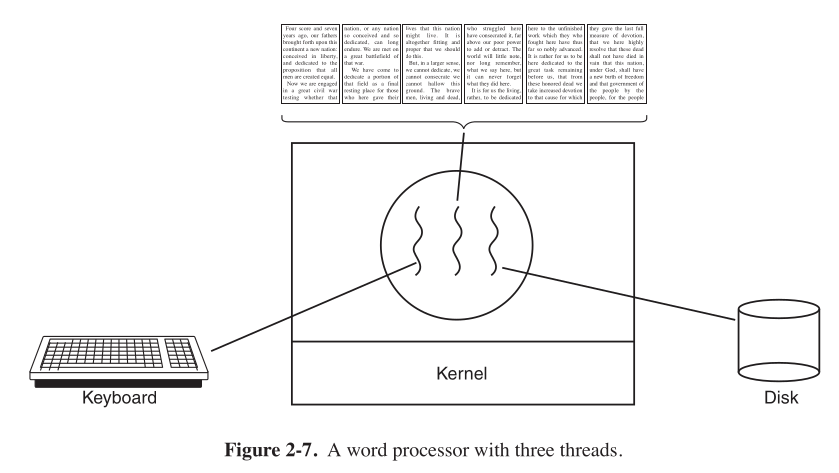 Four score and seven
years ago, our fathers
brought forth upon this
continent a new nation:
conceived in liberty,
and dedicated to the
proposition that all
men are created equal.
Now we are engaged
in a great civil war
testing whether that
nation, or any nation
so conceived and so
dedicated, can long
endure. We are met on
a great battlefield of
that war.
We have come to
dedicate a portion of
that field as a final
resting place for those
who here gave their
lives that this nation
might live. It is
altogether fitting and
proper that we should
do this.
But, in a larger sense,
we cannot dedicate, we
cannot consecrate we
cannot hallow this
ground. The brave
men, living and dead,
who struggled here
have consecrated it, far
above our poor power
to add or detract. The
world will little note,
nor long remember,
what we say here, but
it can never forget
what they did here.
It is for us the living,
rather, to be dedicated
here to the unfinished
work which they who
fought here have thus
far so nobly advanced.
It is rather for us to be
here dedicated to the
great task remaining
before us, that from
these honored dead we
take increased devotion
to that cause for which
they gave the last full
measure of devotion,
that we here highly
resolve that these dead
shall not have died in
vain that this nation,
under God, shall have
a new birth of freedom
and that government of
the people by the
people, for the people
Kernel
Keyboard
Disk
Figure 2-7. A word processor with three threads.